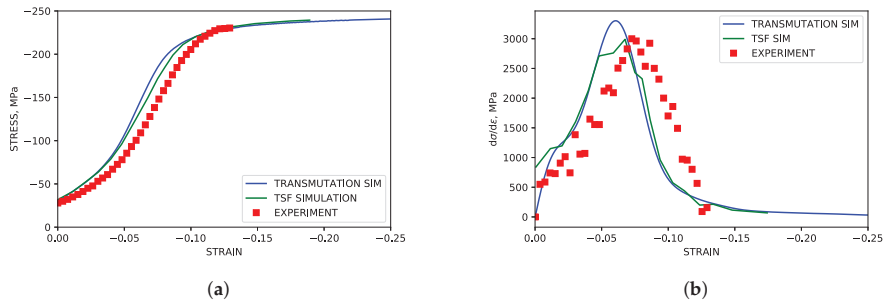 −250
−200
−150
−100
−50
0
0.00
−0.05
−0.10
−0.15
−0.20
−0.25
STRESS, MPa
STRAIN
TRANSMUTATION SIM
TSF SIMULATION
EXPERIMENT
(a)
3000
2500
2000
1500
1000
500
0
0.00
−0.05
−0.10
−0.15
−0.20
−0.25
dσ/dε, MPa
STRAIN
TRANSMUTATION SIM
TSF SIM
EXPERIMENT
(b)